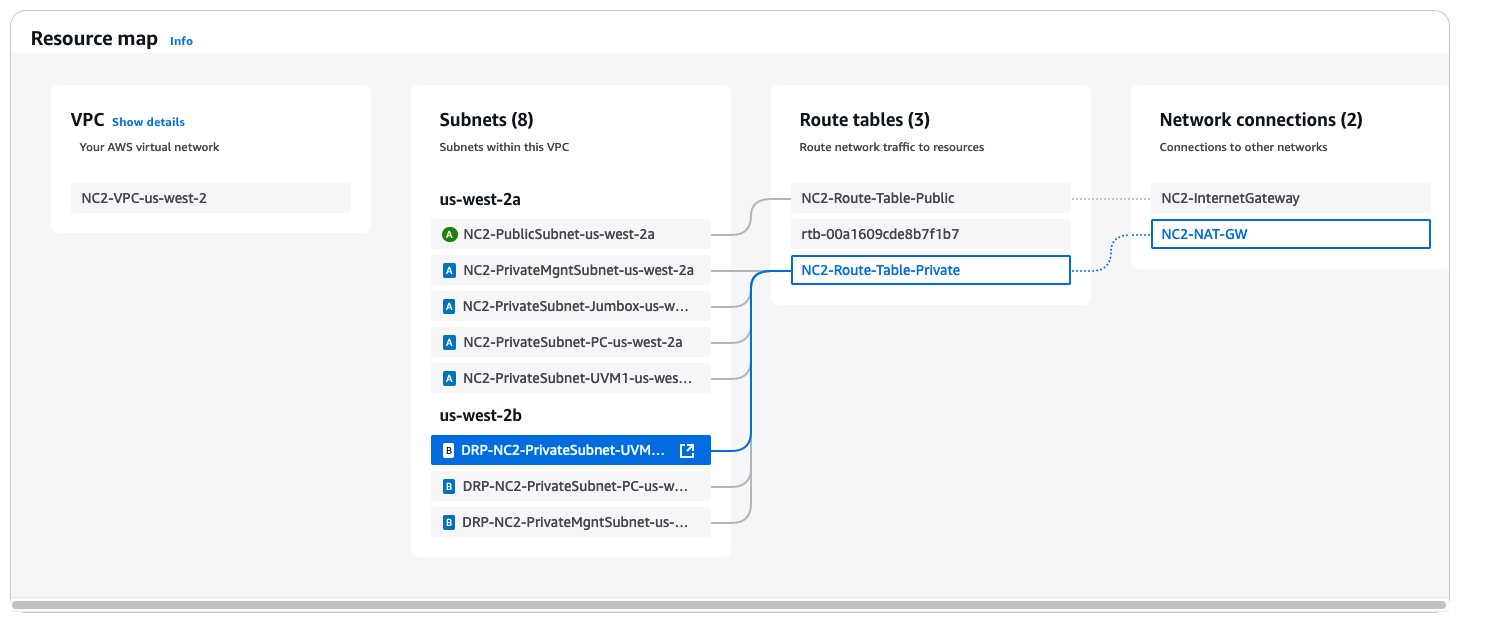 Resource map Info
VPC Show details
Your AWS virtual network
NC2-VPC-us-west-2
Subnets (8)
Subnets within this VPC
us-west-2a
A NC2-PublicSubnet-us-west-2a
A NC2-PrivateMgntSubnet-us-west-2a
A NC2-PrivateSubnet-Jumbox-us-w...
A NC2-PrivateSubnet-PC-us-west-2a
A NC2-PrivateSubnet-UVM1-us-wes...
us-west-2b
B DRP-NC2-PrivateSubnet-UVM...
B DRP-NC2-PrivateSubnet-PC-us-w...
B DRP-NC2-PrivateMgntSubnet-us-...
Route tables (3)
Route network traffic to resources
NC2-Route-Table-Public
rtb-00a1609cde8b7f1b7
NC2-Route-Table-Private
Network connections (2)
Connections to other networks
NC2-InternetGateway
NC2-NAT-GW